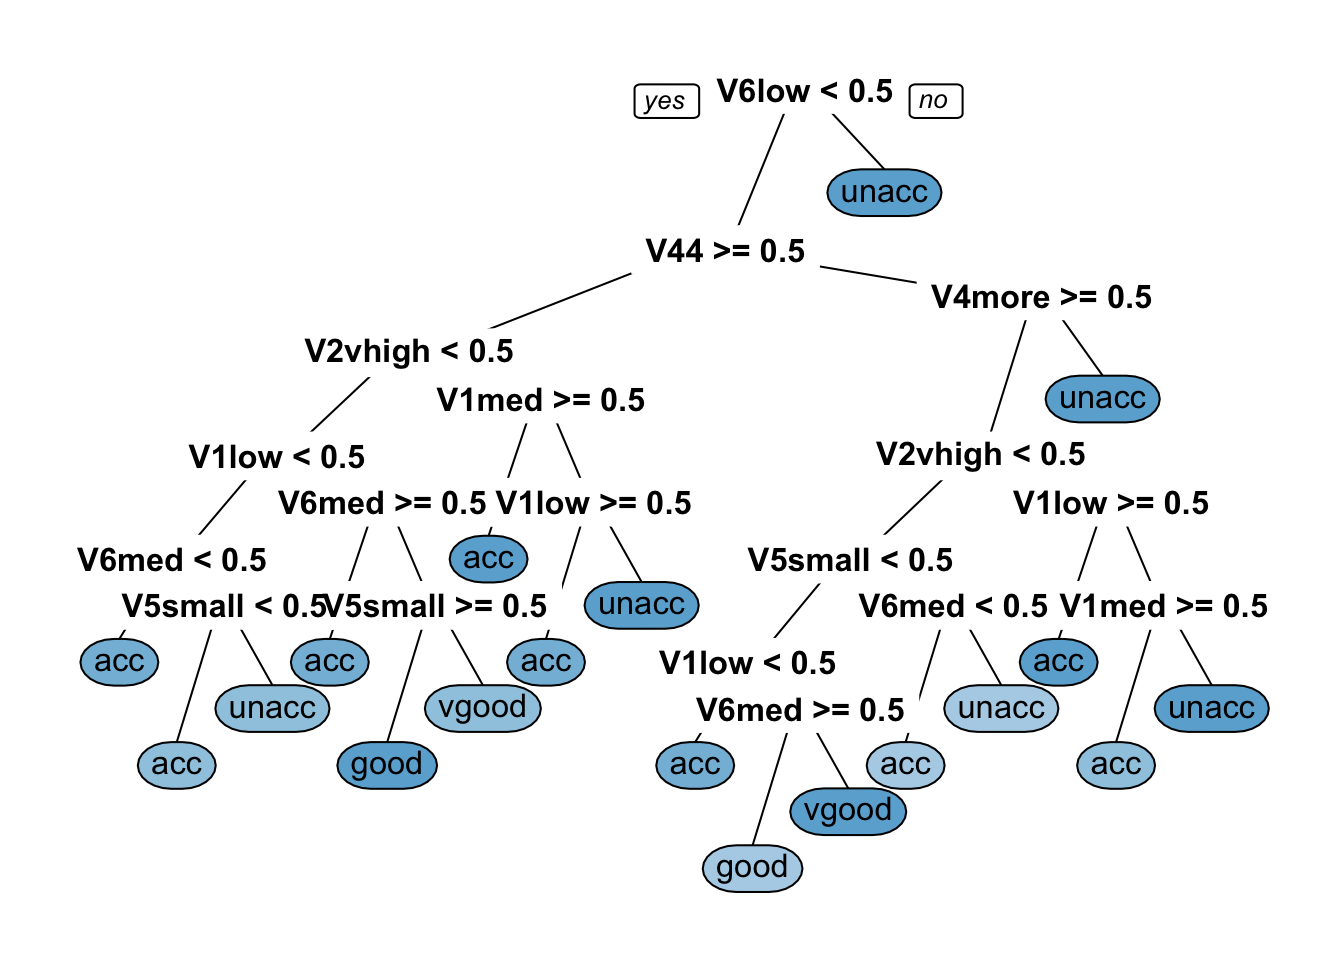 yes
V6low < 0.5
no
unacc
V44 >= 0.5
V4more >= 0.5
V2vhigh < 0.5
V1med >= 0.5
unacc
V1low < 0.5
V2vhigh < 0.5
V6med >= 0.5
V1low >= 0.5
V1low >= 0.5
V6med < 0.5
acc
V5small < 0.5
V5small < 0.5
V5small >= 0.5
unacc
V6med < 0.5
V1med >= 0.5
acc
acc
acc
V1low < 0.5
acc
unacc
vgood
V6med >= 0.5
unacc
unacc
acc
good
acc
acc
acc
vgood
good